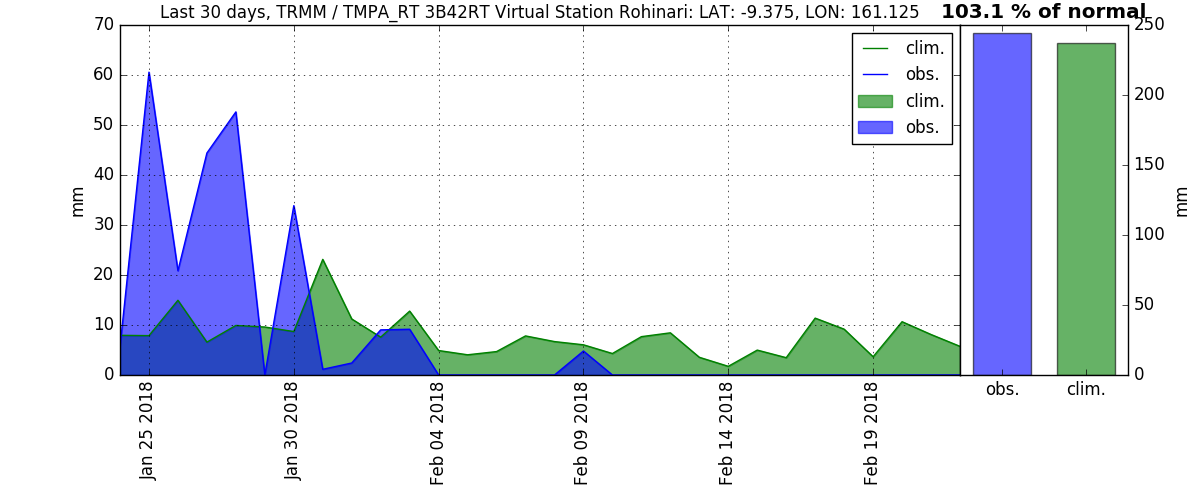 Last 30 days, TRMM / TMPA_RT 3B42RT Virtual Station Rohinari: LAT: -9.375, LON: 161.125
103.1 % of normal
70
60
50
40
30
20
10
0
mm
clim.
obs.
clim.
obs.
Jan 25 2018
Jan 30 2018
Feb 04 2018
Feb 09 2018
Feb 14 2018
Feb 19 2018
250
200
150
100
50
0
mm
obs.
clim.